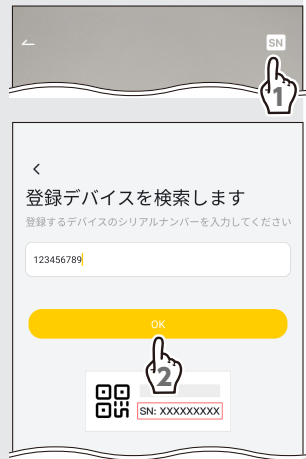 SN
1
登録デバイスを検索します
登録するデバイスのシリアルナンバーを入力してください
123456789
OK
2
SN: XXXXXXXXX